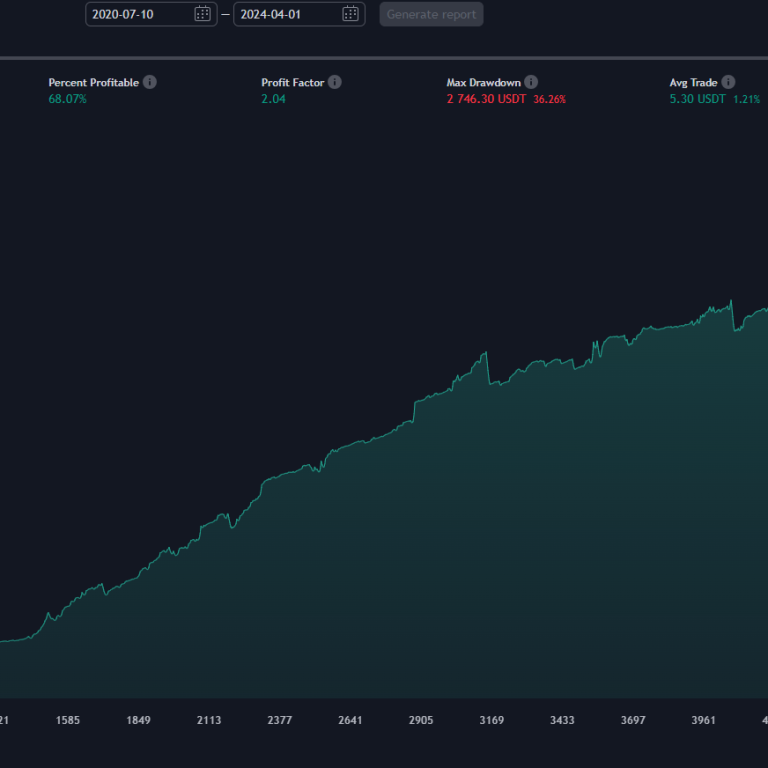 2020-07-10 — 2024-04-01 Generate report
Percent Profitable Profit Factor Max Drawdown Avg Trade
68.07% 2.04 2 746.30 USDT 36.26% 5.30 USDT 1.21%
21 1585 1849 2113 2377 2641 2905 3169 3433 3697 3961 4